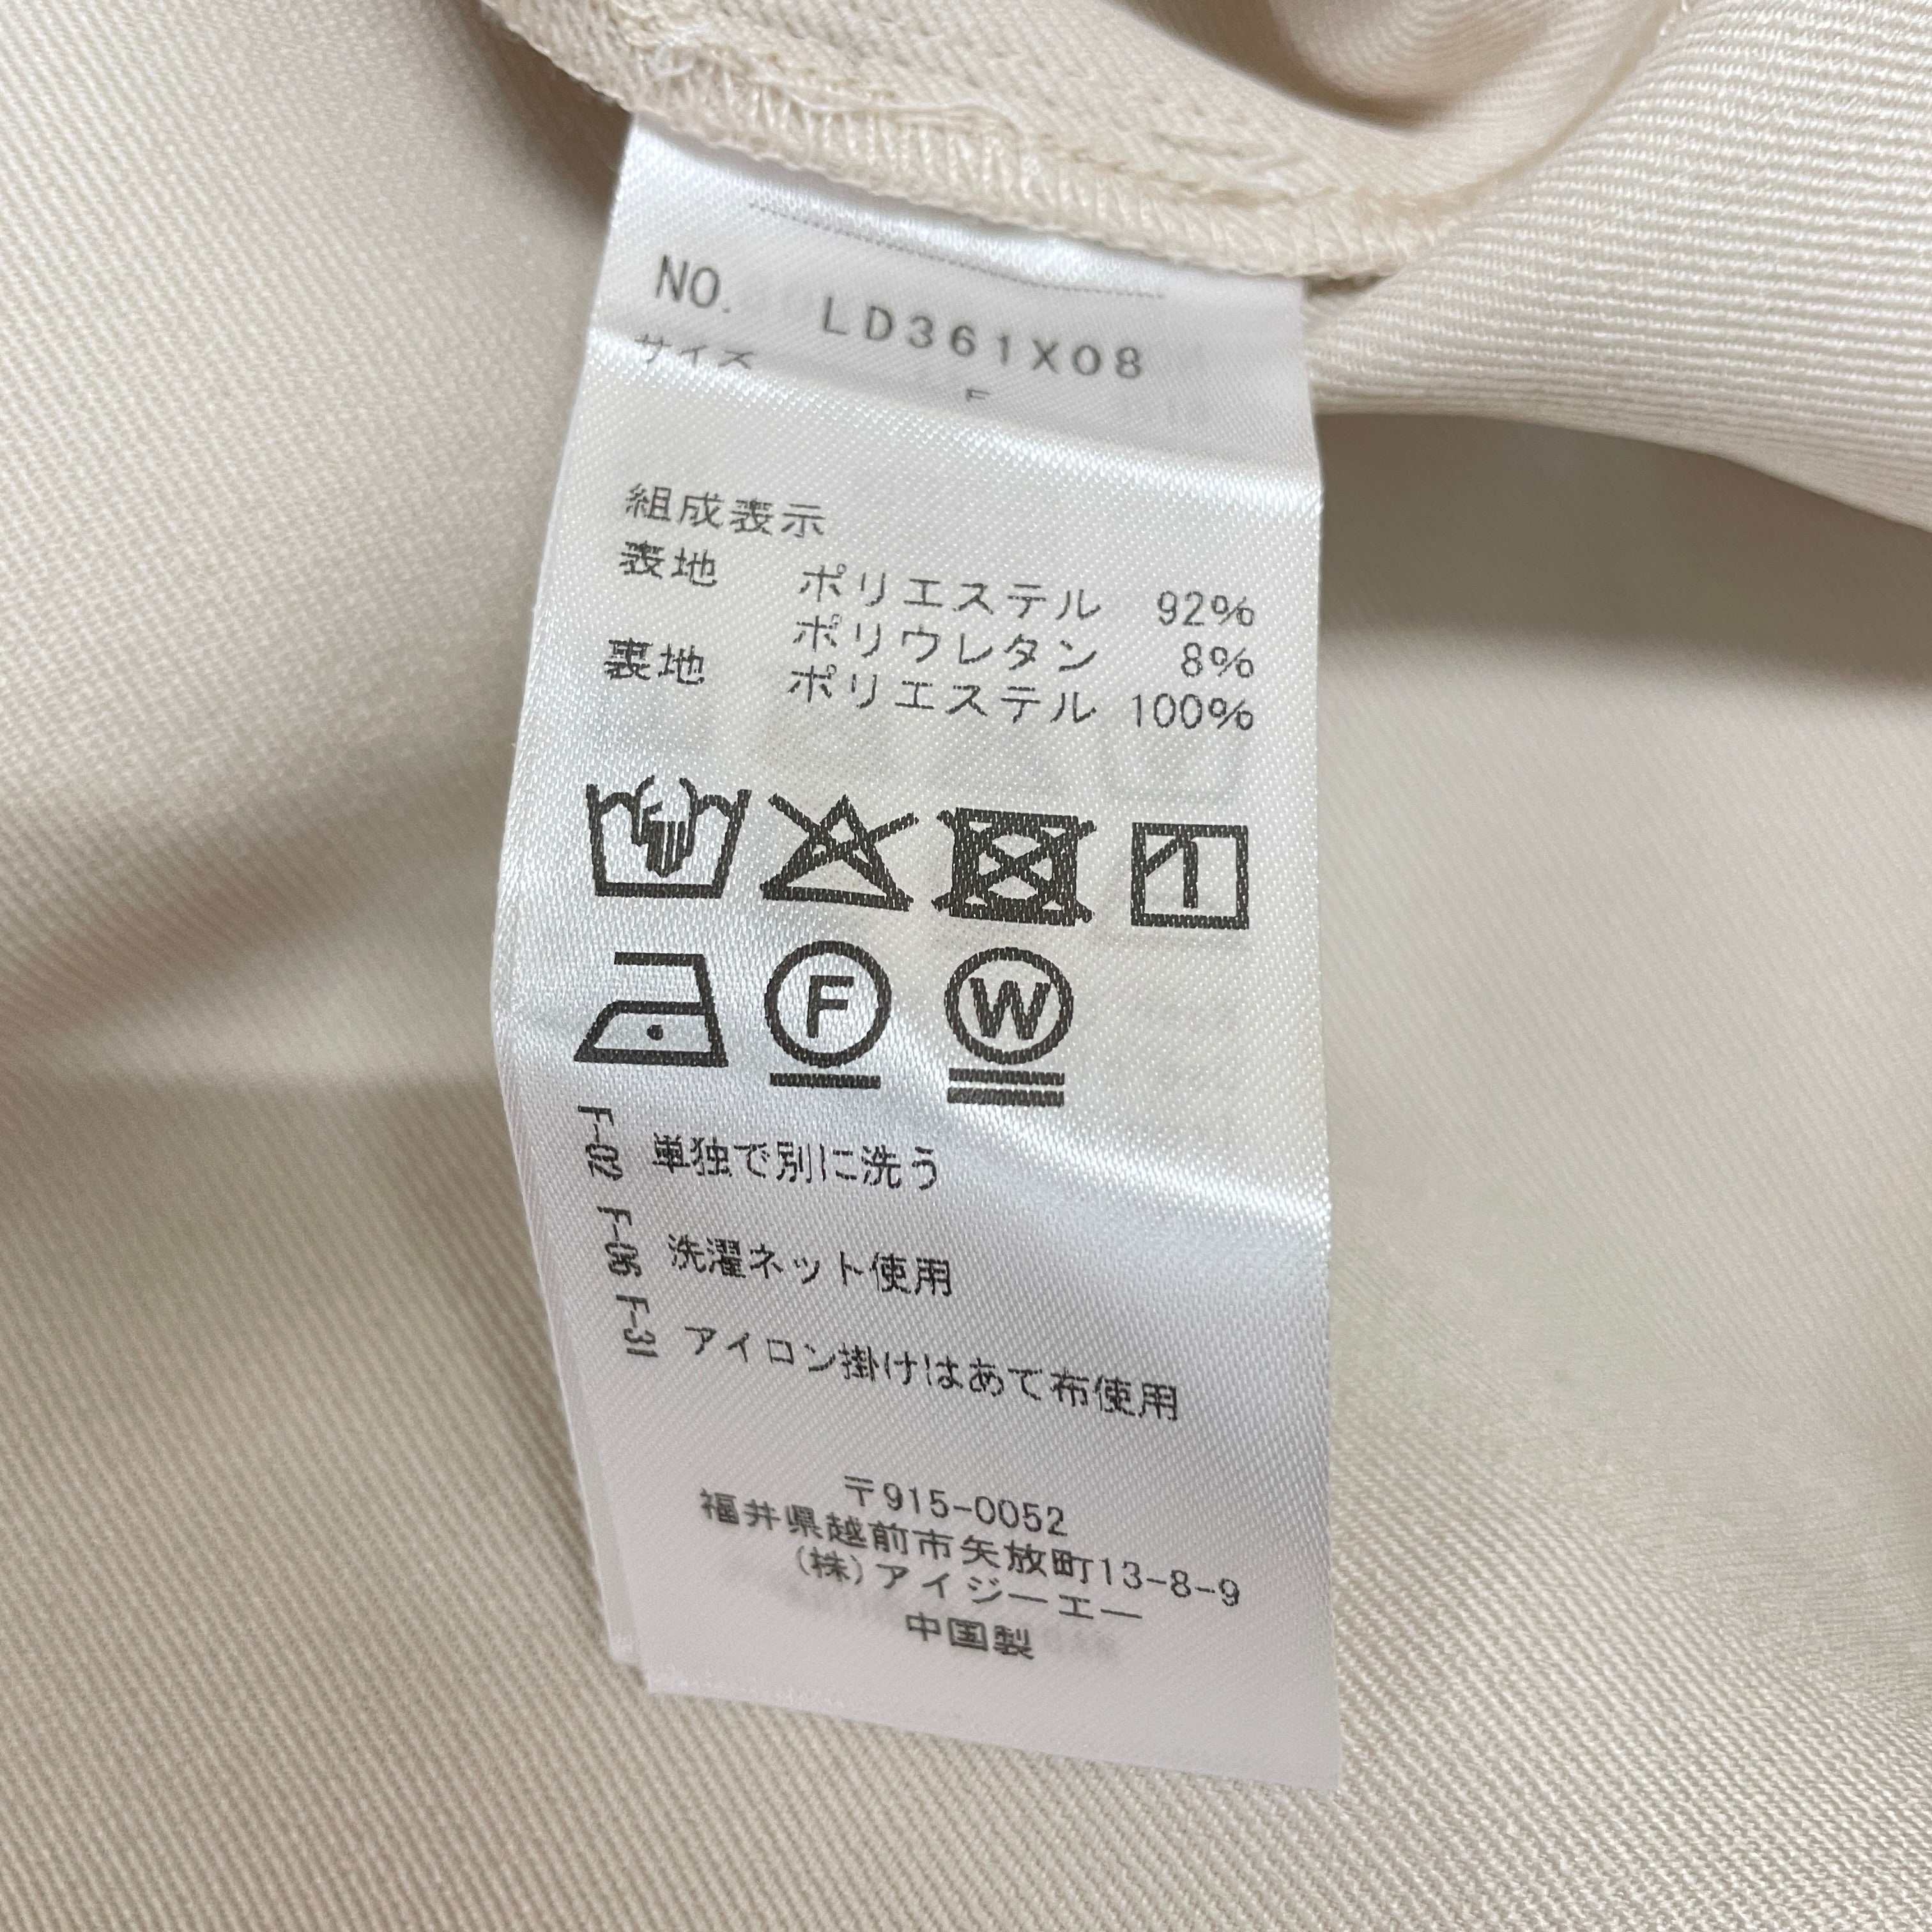 NO. LD361X08
サイズ F
組成表示
表地 ポリエステル 92%
ポリウレタン 8%
裏地 ポリエステル 100%
F W
F-02 単独で別に洗う
F-06 洗濯ネット使用
F-31 アイロン掛けはあて布使用
〒915-0052
福井県越前市矢放町13-8-9
(株)アイジーエー
中国製